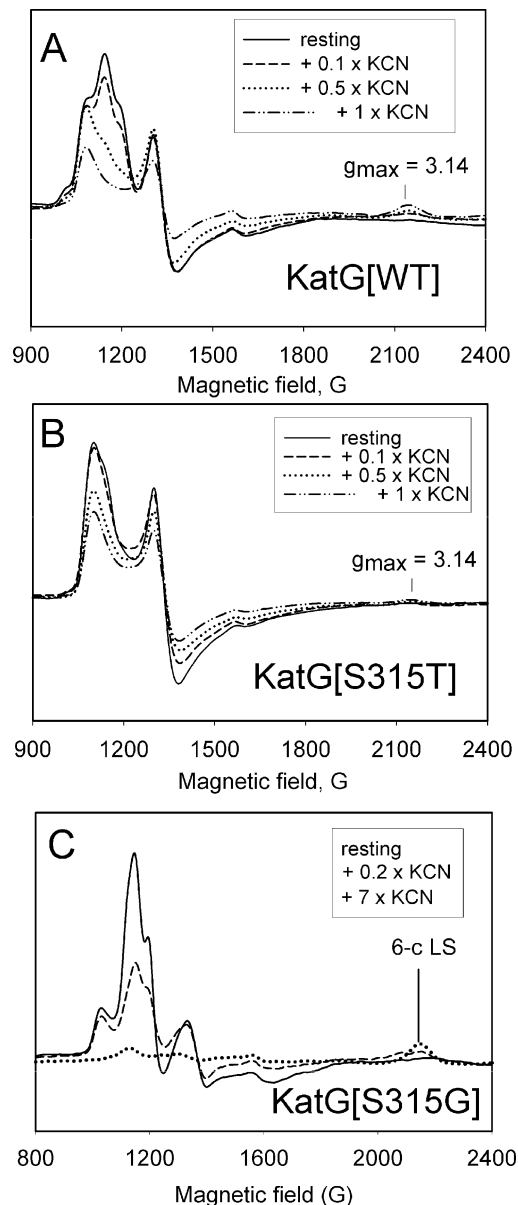 A
resting
+ 0.1 x KCN
+ 0.5 x KCN
+ 1 x KCN
gmax = 3.14
KatG[WT]
900 1200 1500 1800 2100 2400
Magnetic field, G
B
resting
+ 0.1 x KCN
+ 0.5 x KCN
+ 1 x KCN
gmax = 3.14
KatG[S315T]
900 1200 1500 1800 2100 2400
Magnetic field, G
C
resting
+ 0.2 x KCN
+ 7 x KCN
6-c LS
KatG[S315G]
800 1200 1600 2000 2400
Magnetic field (G)